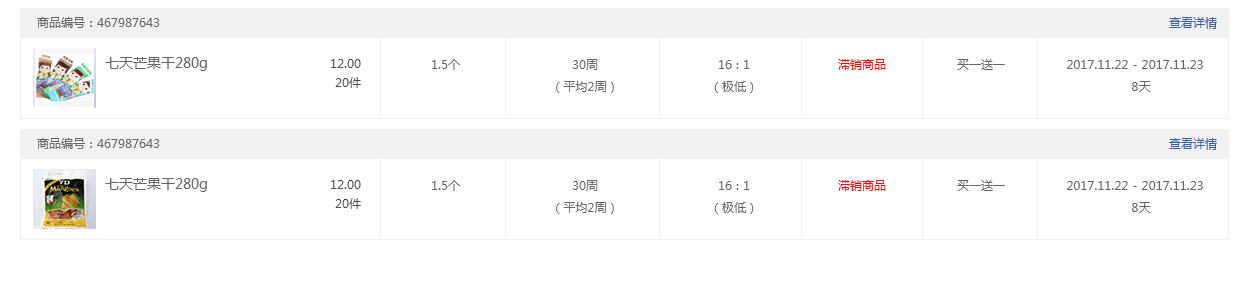 商品编号：467987643 查看详情
七天芒果干280g 12.00 1.5个 30周 16 : 1 滞销商品 买一送一 2017.11.22 - 2017.11.23
20件 ( 平均2周 ) ( 极低 ) 8天
商品编号：467987643 查看详情
七天芒果干280g 12.00 1.5个 30周 16 : 1 滞销商品 买一送一 2017.11.22 - 2017.11.23
20件 ( 平均2周 ) ( 极低 ) 8天
7D
Mangoes